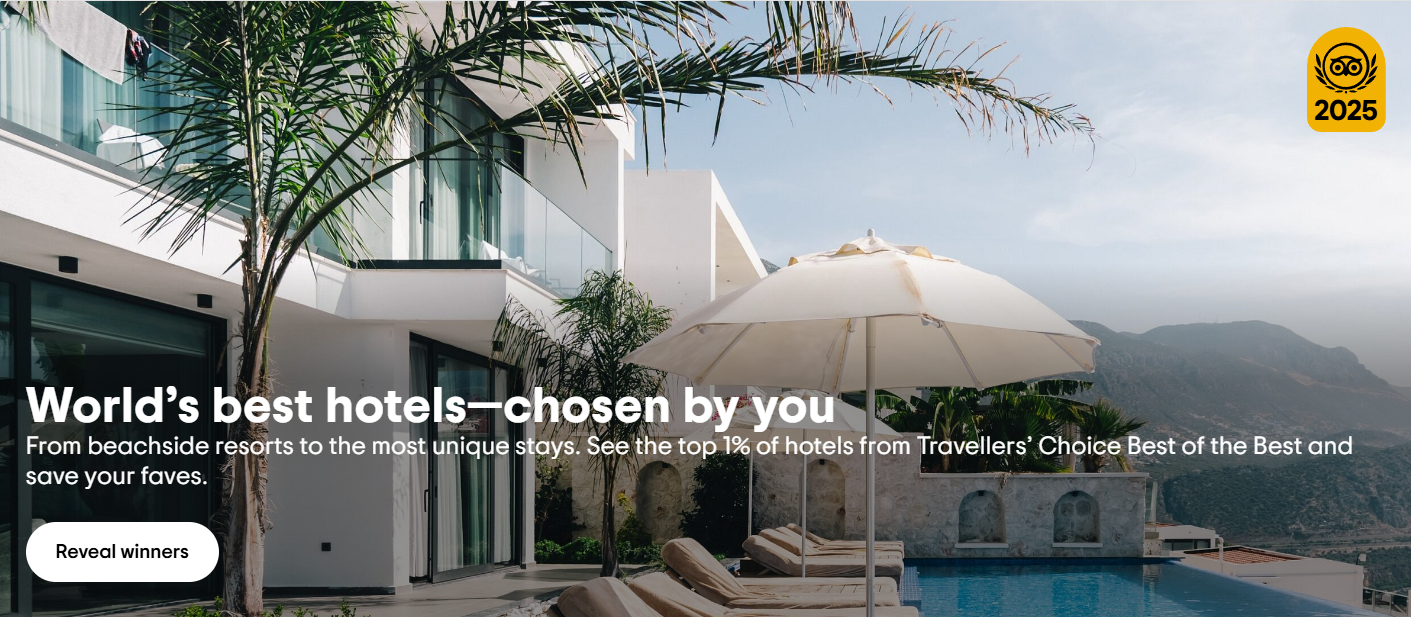 2025
World’s best hotels—chosen by you
From beachside resorts to the most unique stays. See the top 1% of hotels from Travellers’ Choice Best of the Best and
save your faves.
Reveal winners